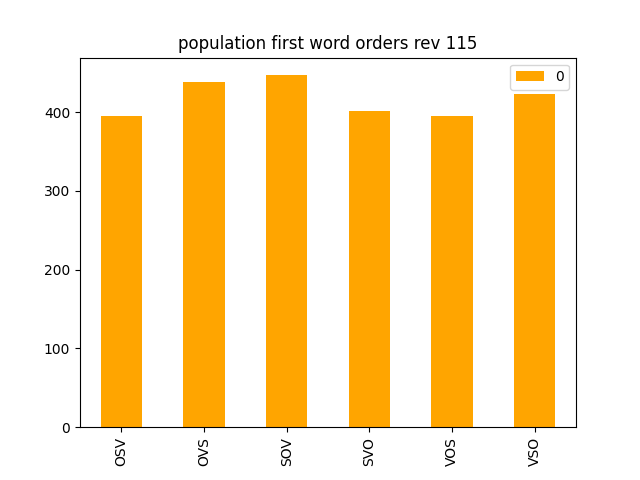 population first word orders rev 115
0
400
300
200
100
0
OSV
OVS
SOV
SVO
VOS
VSO